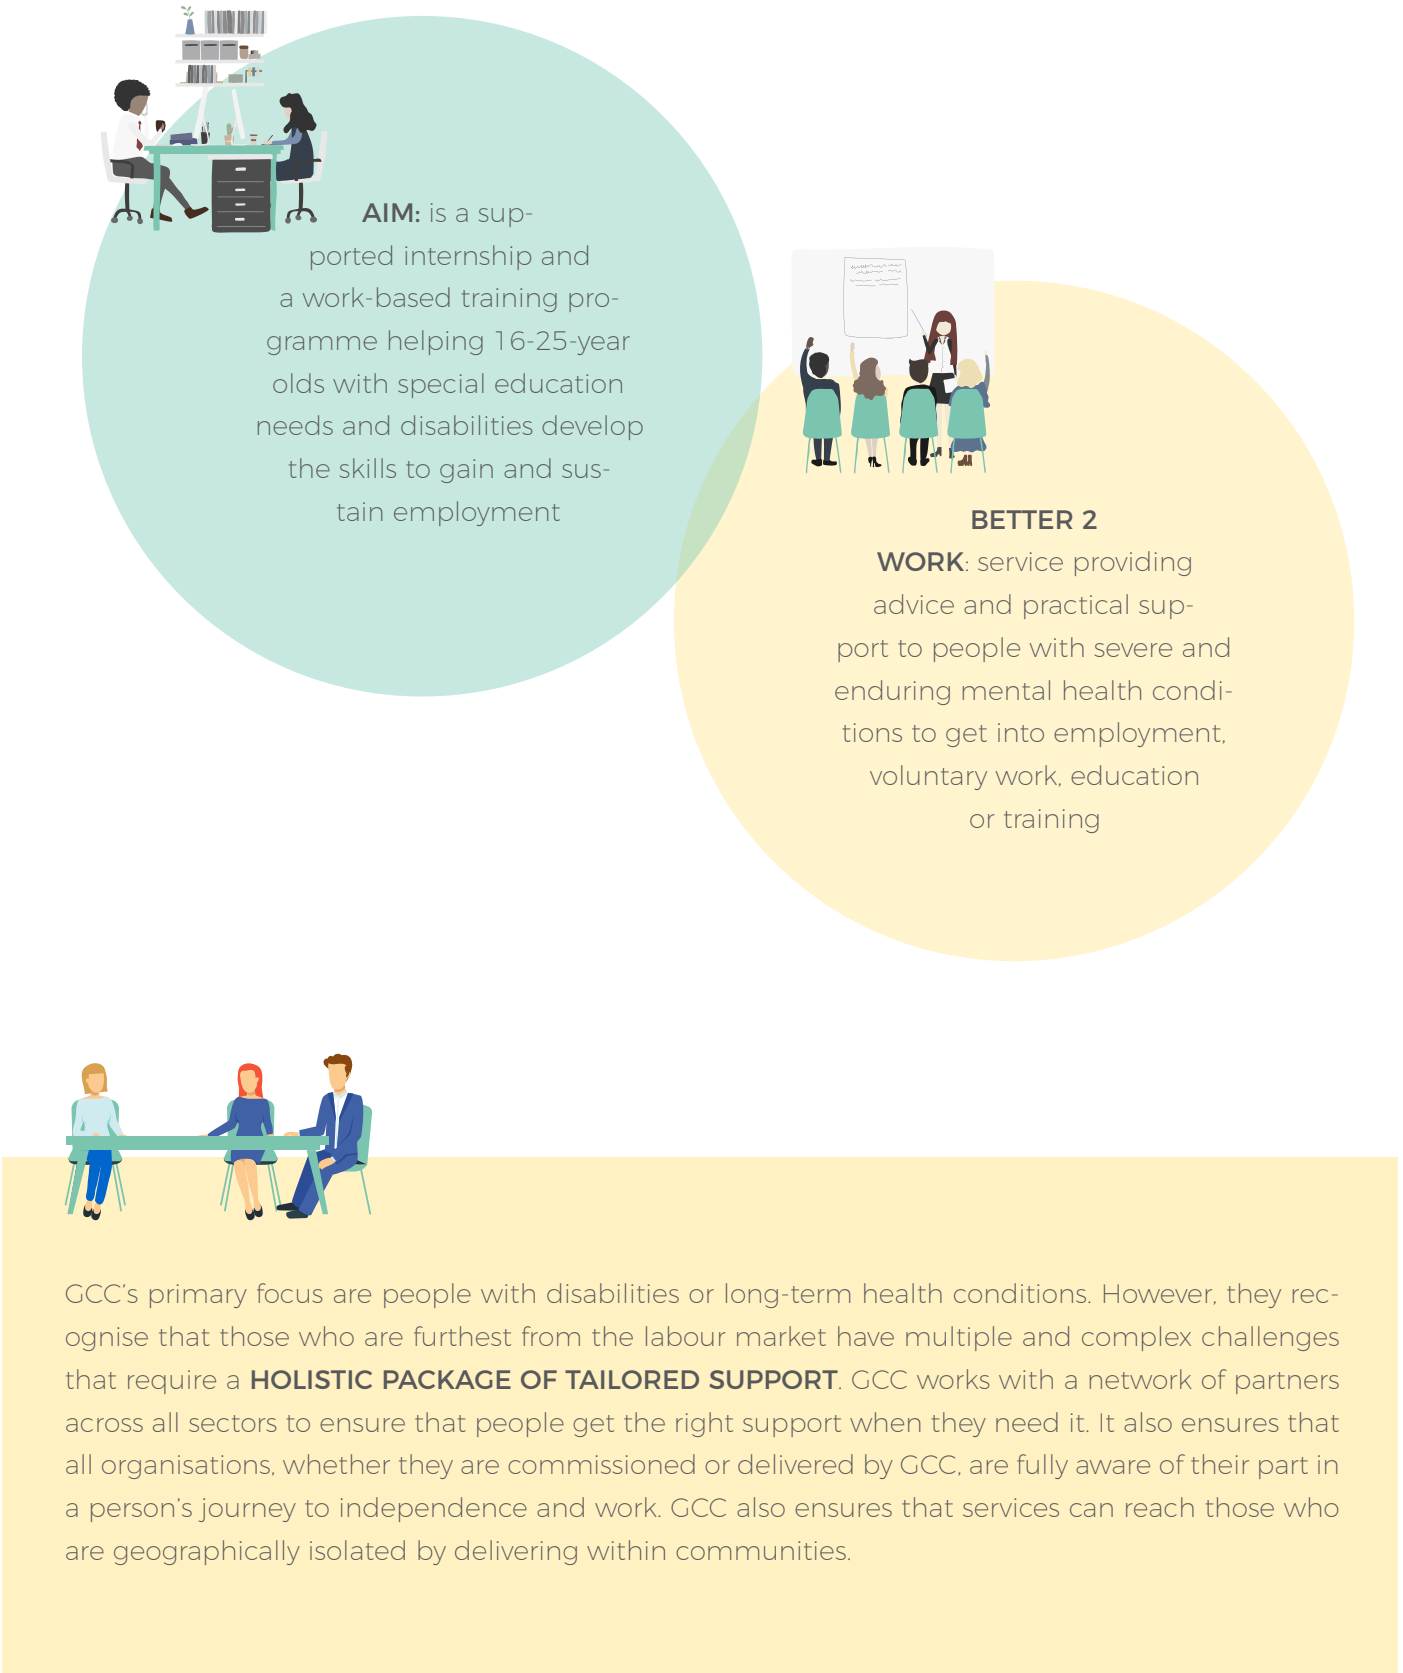 AIM: is a sup-
ported internship and
a work-based training pro-
gramme helping 16-25-year
olds with special education
needs and disabilities develop
the skills to gain and sus-
tain employment
BETTER 2
WORK: service providing
advice and practical sup-
port to people with severe and
enduring mental health condi-
tions to get into employment,
voluntary work, education
or training
GCC’s primary focus are people with disabilities or long-term health conditions. However, they rec-
ognise that those who are furthest from the labour market have multiple and complex challenges
that require a HOLISTIC PACKAGE OF TAILORED SUPPORT. GCC works with a network of partners
across all sectors to ensure that people get the right support when they need it. It also ensures that
all organisations, whether they are commissioned or delivered by GCC, are fully aware of their part in
a person’s journey to independence and work. GCC also ensures that services can reach those who
are geographically isolated by delivering within communities.